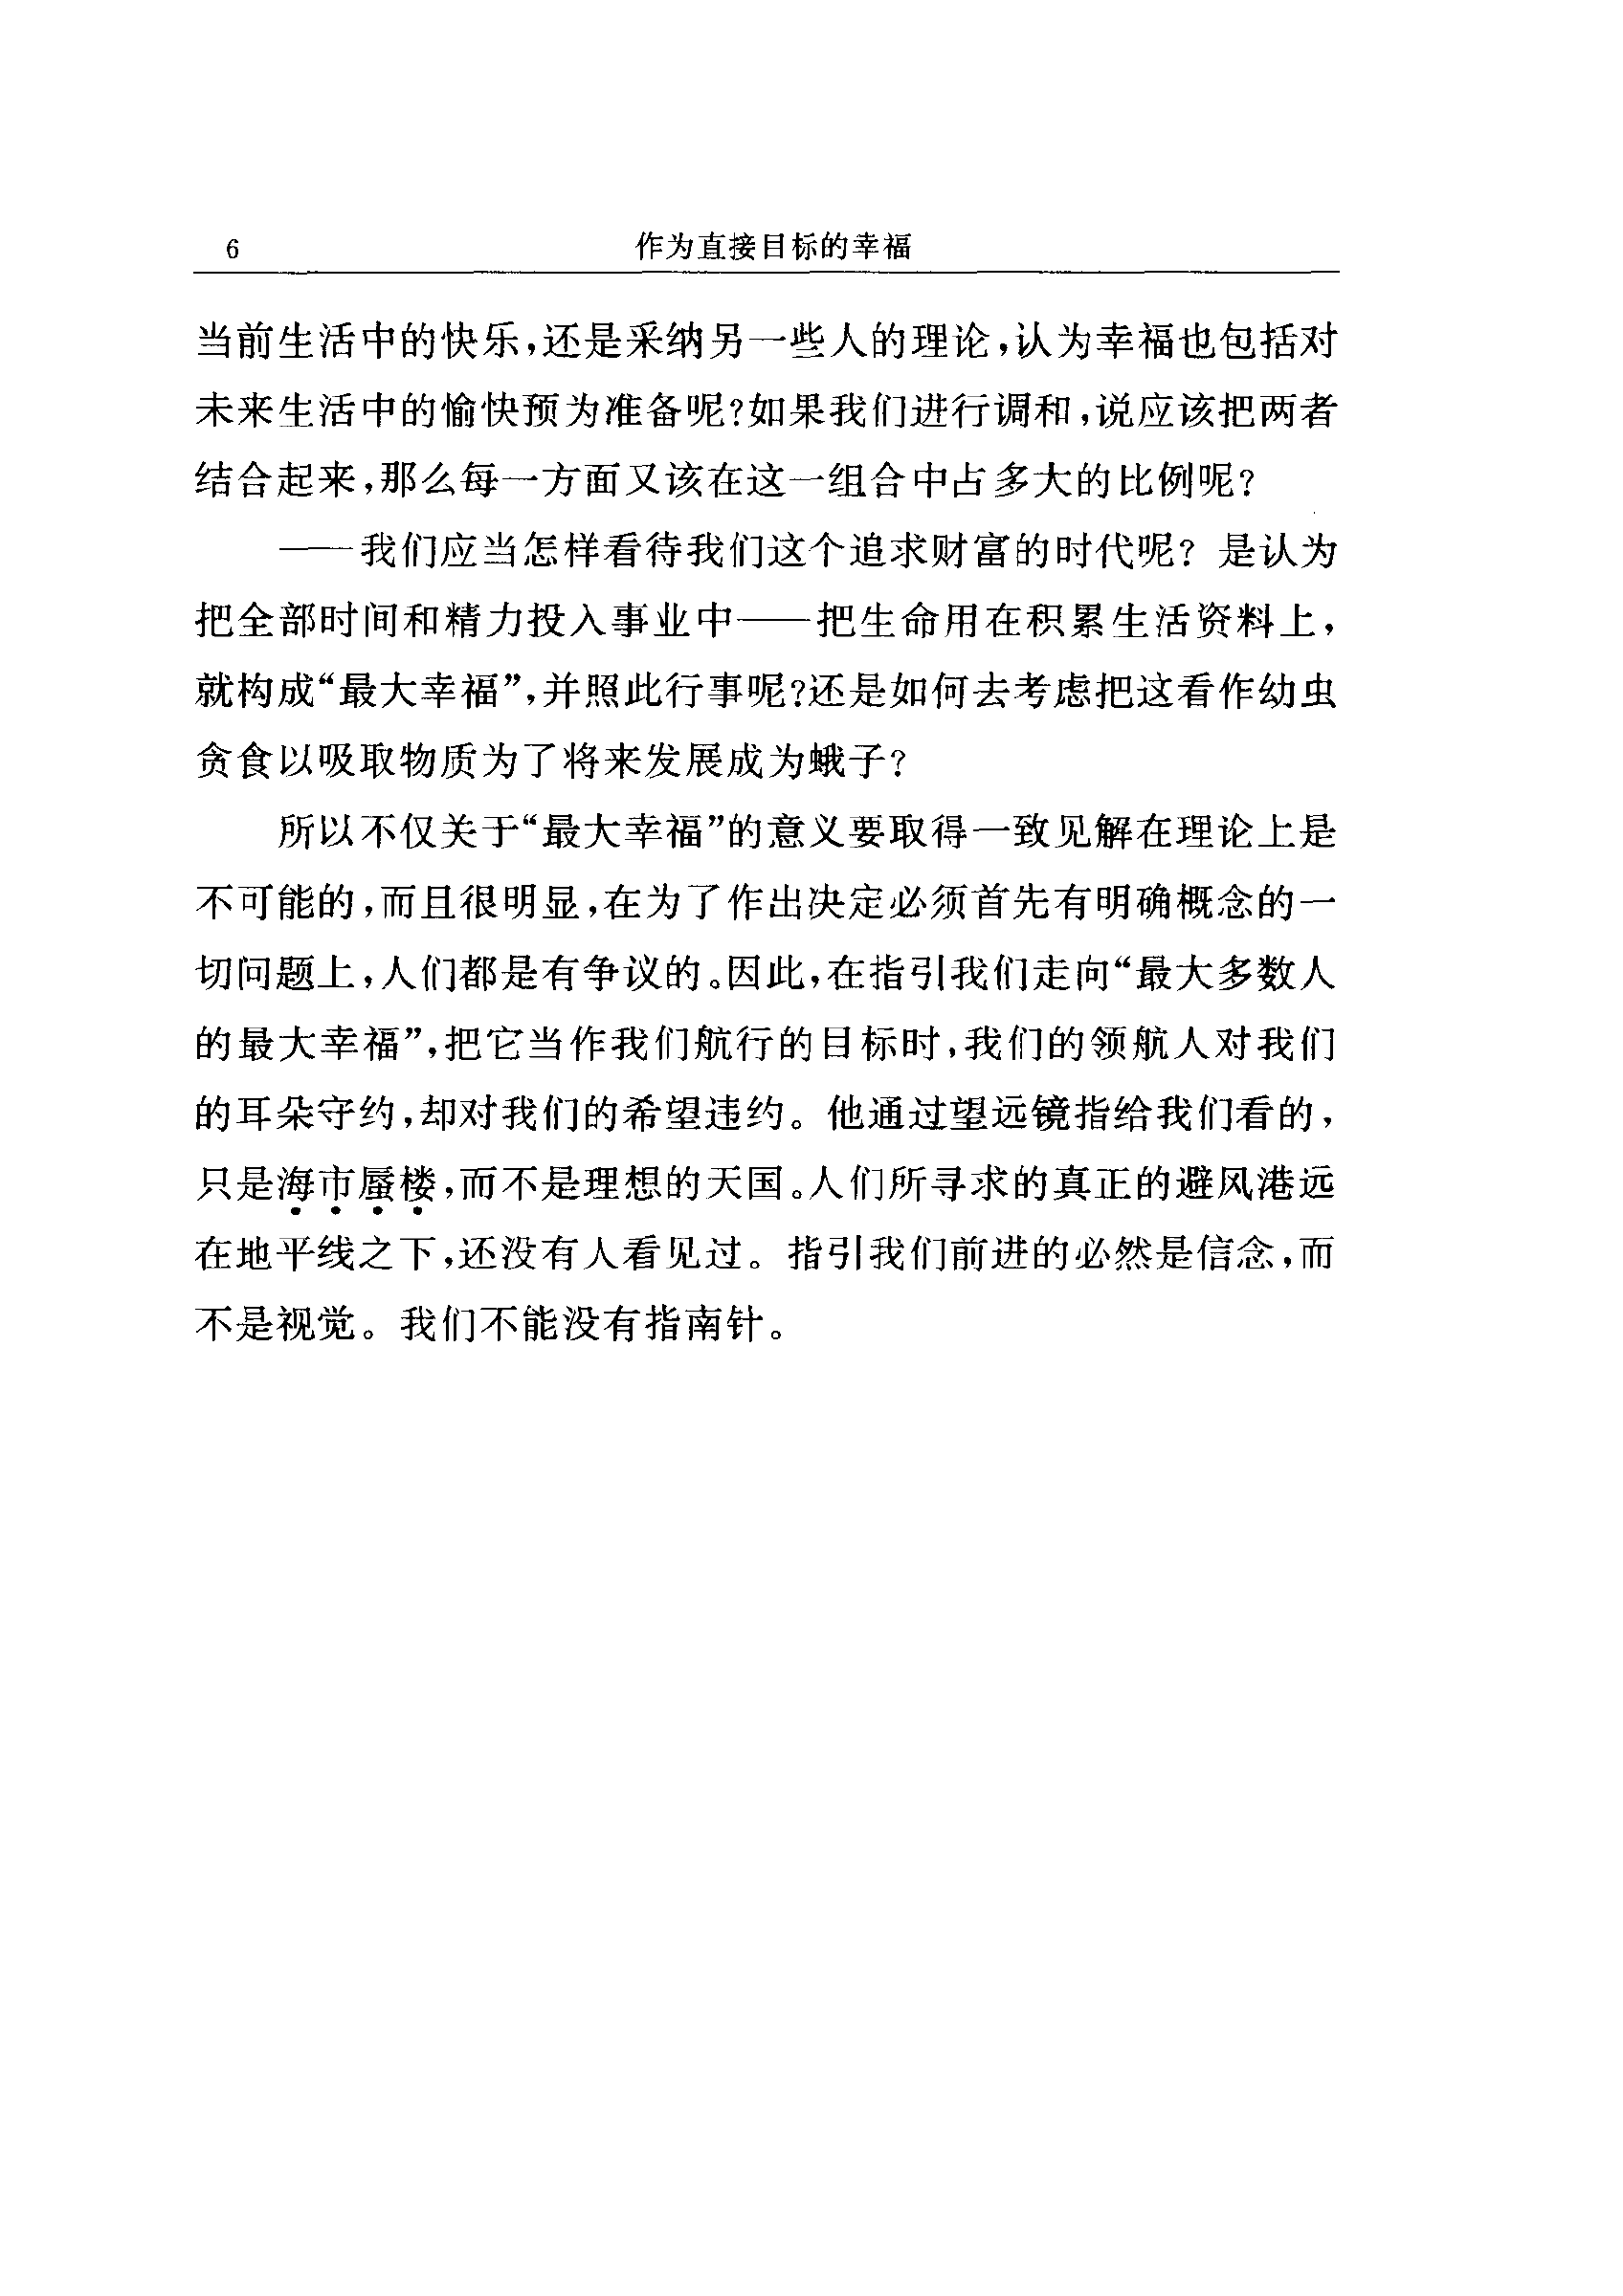 6 作为直接目标的幸福
当前生活中的快乐,还是采纳另一些人的理论,认为幸福也包括对
未来生活中的愉快预为准备呢?如果我们进行调和,说应该把两者
结合起来,那么每一方面又该在这一组合中占多大的比例呢?
——我们应当怎样看待我们这个追求财富的时代呢? 是认为
把全部时间和精力投入事业中——把生命用在积累生活资料上,
就构成“最大幸福”,并照此行事呢?还是如何去考虑把这看作幼虫
贪食以吸取物质为了将来发展成为蛾子?
所以不仅关于“最大幸福”的意义要取得一致见解在理论上是
不可能的,而且很明显,在为了作出决定必须首先有明确概念的一
切问题上,人们都是有争议的。因此,在指引我们走向“最大多数人
的最大幸福”,把它当作我们航行的目标时,我们的领航人对我们
的耳朵守约,却对我们的希望违约。他通过望远镜指给我们看的,
只是海市蜃楼,而不是理想的天国。人们所寻求的真正的避风港远
在地平线之下,还没有人看见过。指引我们前进的必然是信念,而
不是视觉。我们不能没有指南针。